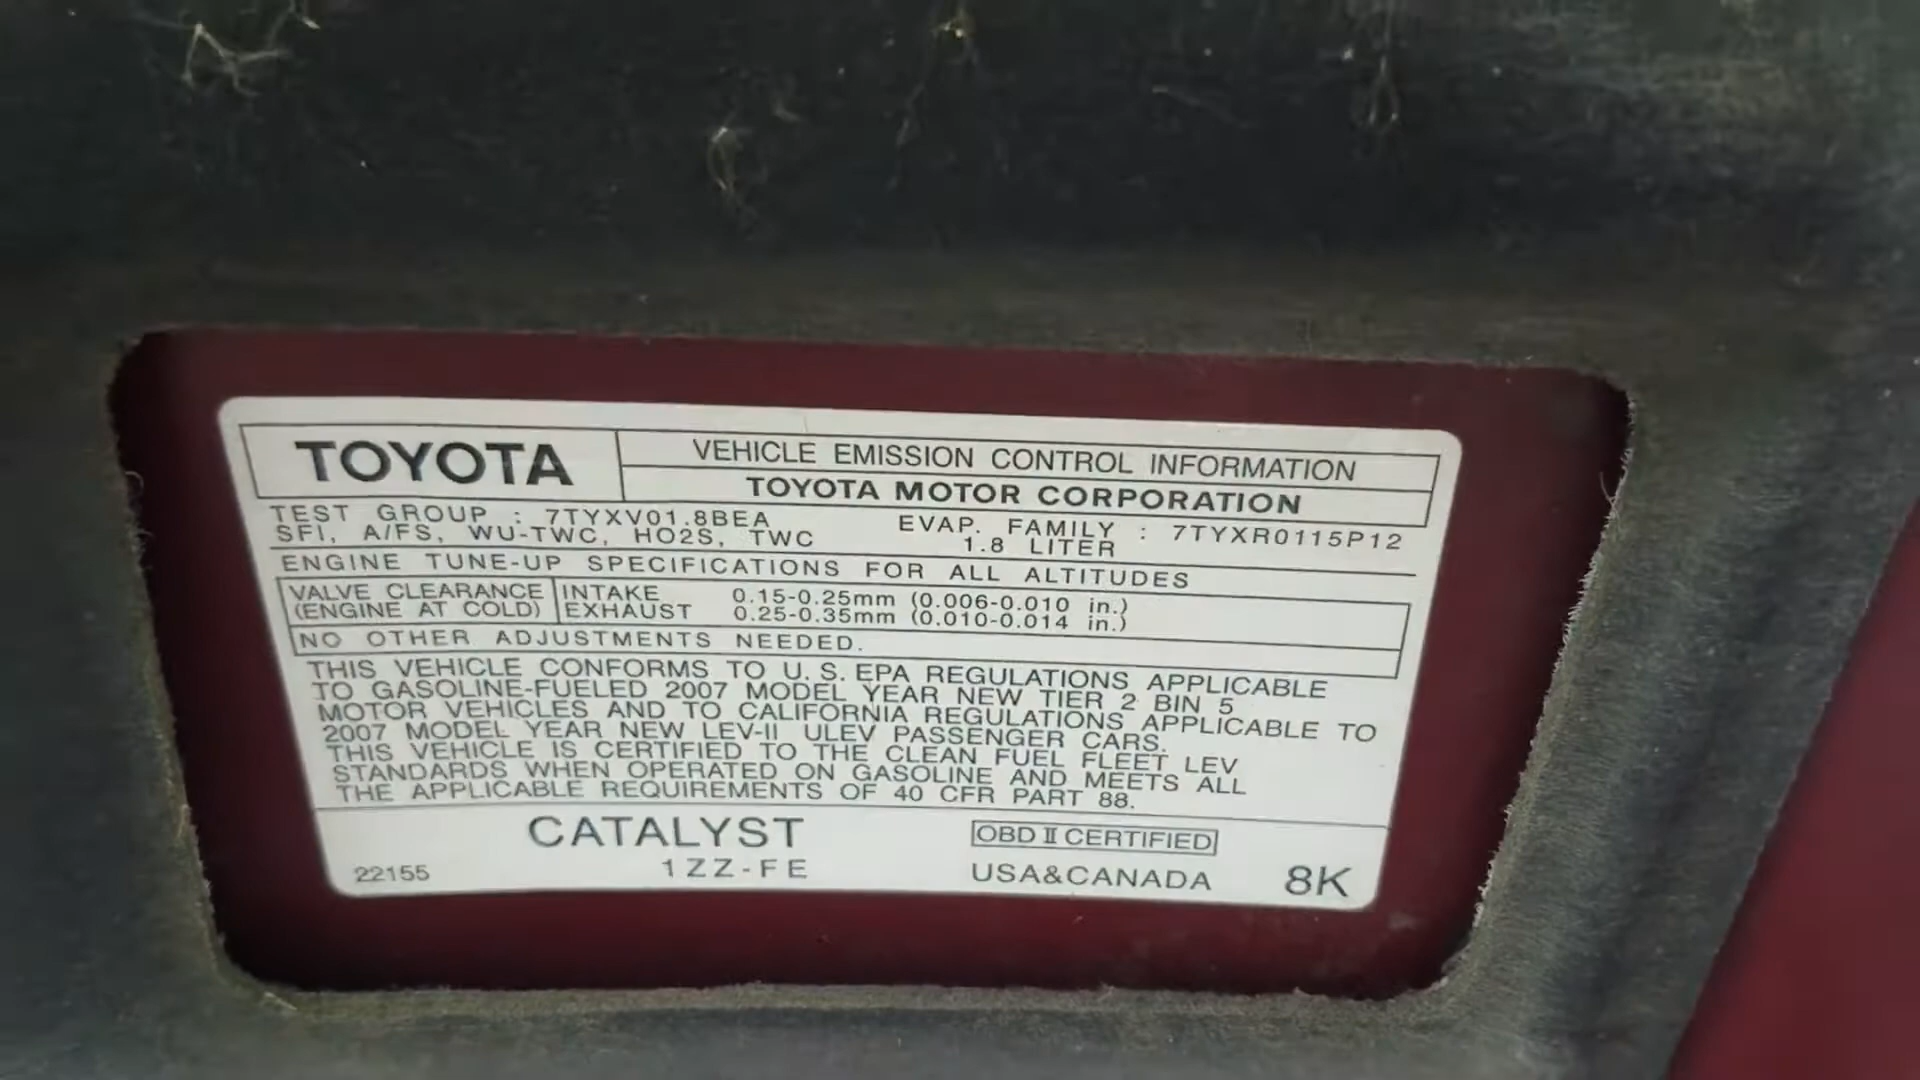 TOYOTA
VEHICLE EMISSION CONTROL INFORMATION
TOYOTA MOTOR CORPORATION
TEST GROUP : 7TYXV01.8BEA
EVAP. FAMILY : 7TYXR0115P12
SFI, A/FS, WU-TWC, HO2S, TWC
1.8 LITER
ENGINE TUNE-UP SPECIFICATIONS FOR ALL ALTITUDES
VALVE CLEARANCE INTAKE 0.15-0.25mm (0.006-0.010 in.)
(ENGINE AT COLD) EXHAUST 0.25-0.35mm (0.010-0.014 in.)
NO OTHER ADJUSTMENTS NEEDED.
THIS VEHICLE CONFORMS TO U. S. EPA REGULATIONS APPLICABLE
TO GASOLINE-FUELED 2007 MODEL YEAR NEW TIER 2 BIN 5
MOTOR VEHICLES AND TO CALIFORNIA REGULATIONS APPLICABLE TO
2007 MODEL YEAR NEW LEV-II ULEV PASSENGER CARS.
THIS VEHICLE IS CERTIFIED TO THE CLEAN FUEL FLEET LEV
STANDARDS WHEN OPERATED ON GASOLINE AND MEETS ALL
THE APPLICABLE REQUIREMENTS OF 40 CFR PART 88.
CATALYST
OBD II CERTIFIED
22155
1ZZ-FE
USA&CANADA
8K